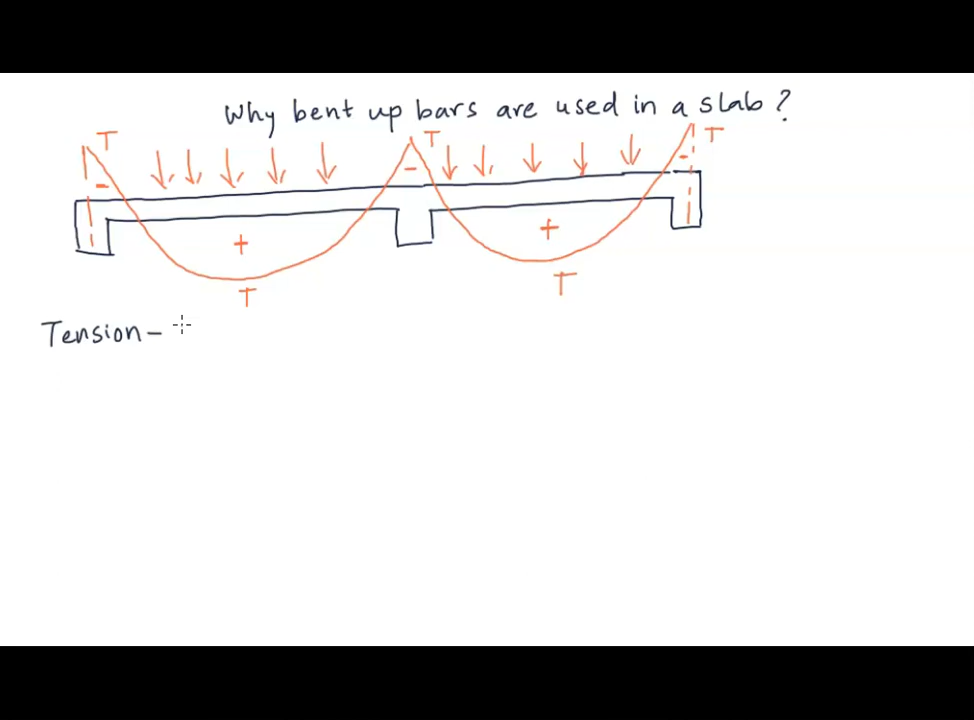 Why bent up bars are used in a slab?
T T T
- - -
+ +
T T
Tension -